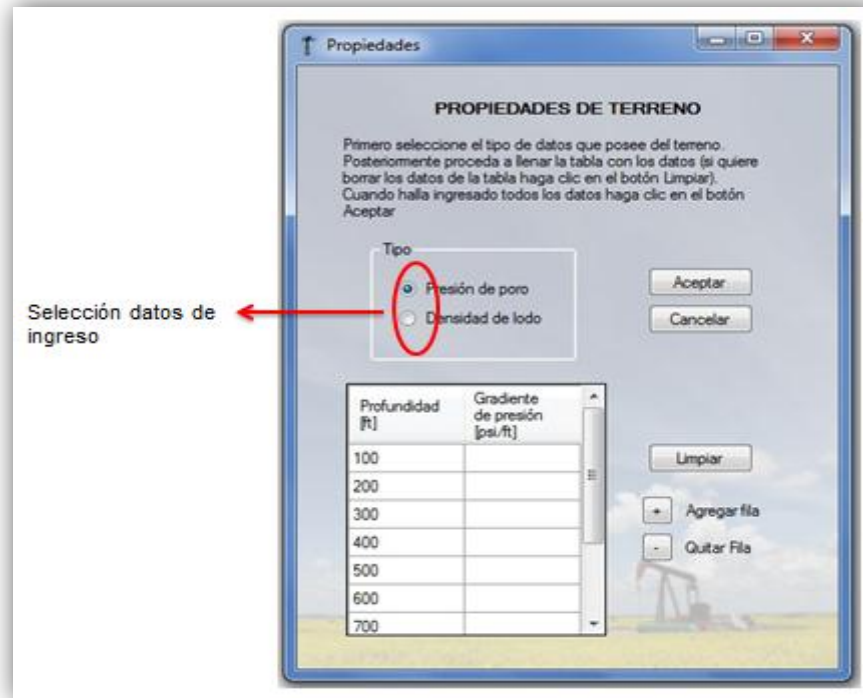 Propiedades
PROPIEDADES DE TERRENO
Primero seleccione el tipo de datos que posee del terreno.
Posteriormente proceda a llenar la tabla con los datos (si quiere
borrar los datos de la tabla haga clic en el botón Limpiar).
Cuando halla ingresado todos los datos haga clic en el botón
Aceptar
Tipo
Presión de poro
Densidad de lodo
Aceptar
Cancelar
Selección datos de
ingreso
Profundidad
[ft]
Gradiente
de presión
[psi/ft]
100
200
300
400
500
600
700
Limpiar
+ Agregar fila
- Quitar Fila